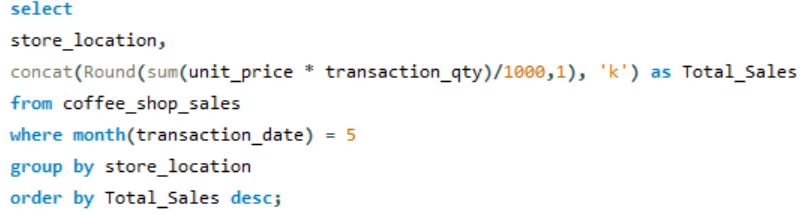 select
store_location,
concat(Round(sum(unit_price * transaction_qty)/1000,1), 'k') as Total_Sales
from coffee_shop_sales
where month(transaction_date) = 5
group by store_location
order by Total_Sales desc;